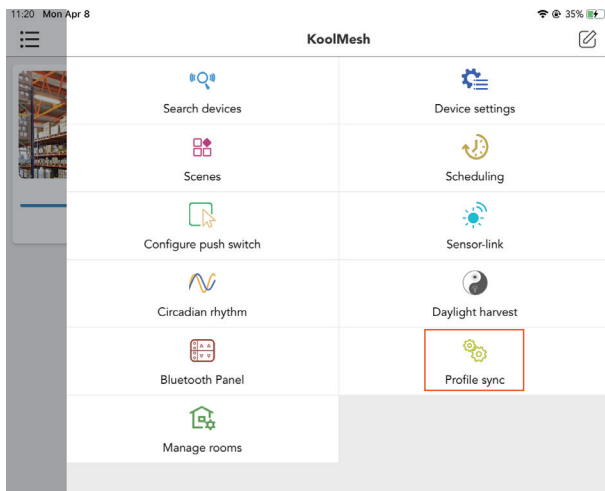 11:20 Mon Apr 8 35%
KoolMesh
Search devices Device settings
Scenes Scheduling
Configure push switch Sensor-link
Circadian rhythm Daylight harvest
Bluetooth Panel Profile sync
Manage rooms